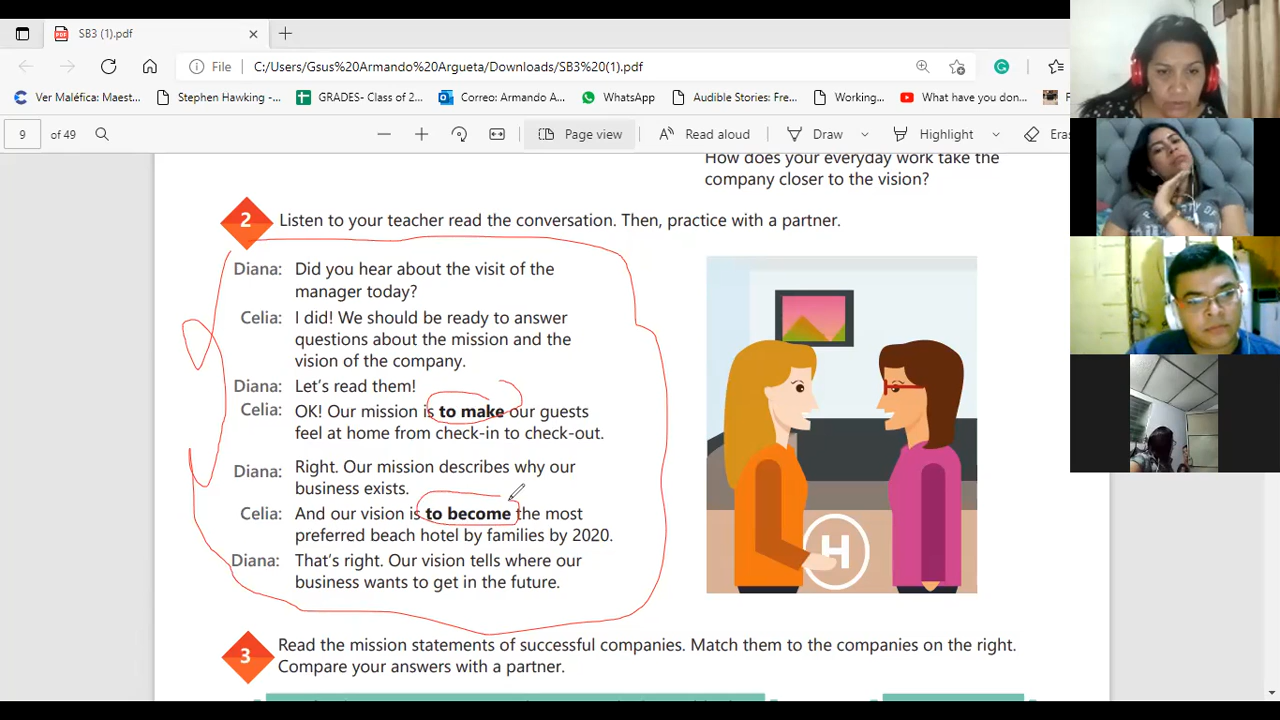 SB3 (1).pdf
File
C:/Users/Gsus%20Armando%20Argueta/Downloads/SB3%20(1).pdf
Ver Maléfica: Maest...
Stephen Hawking -...
GRADES- Class of 2...
Correo: Armando A...
WhatsApp
Audible Stories: Fre...
Working...
What have you don...
9 of 49
Page view
Read aloud
Draw
Highlight
Eras
How does your everyday work take the
company closer to the vision?
2 Listen to your teacher read the conversation. Then, practice with a partner.
Diana: Did you hear about the visit of the
manager today?
Celia: I did! We should be ready to answer
questions about the mission and the
vision of the company.
Diana: Let's read them!
Celia: OK! Our mission is to make our guests
feel at home from check-in to check-out.
Diana: Right. Our mission describes why our
business exists.
Celia: And our vision is to become the most
preferred beach hotel by families by 2020.
Diana: That's right. Our vision tells where our
business wants to get in the future.
H
3 Read the mission statements of successful companies. Match them to the companies on the right.
Compare your answers with a partner.